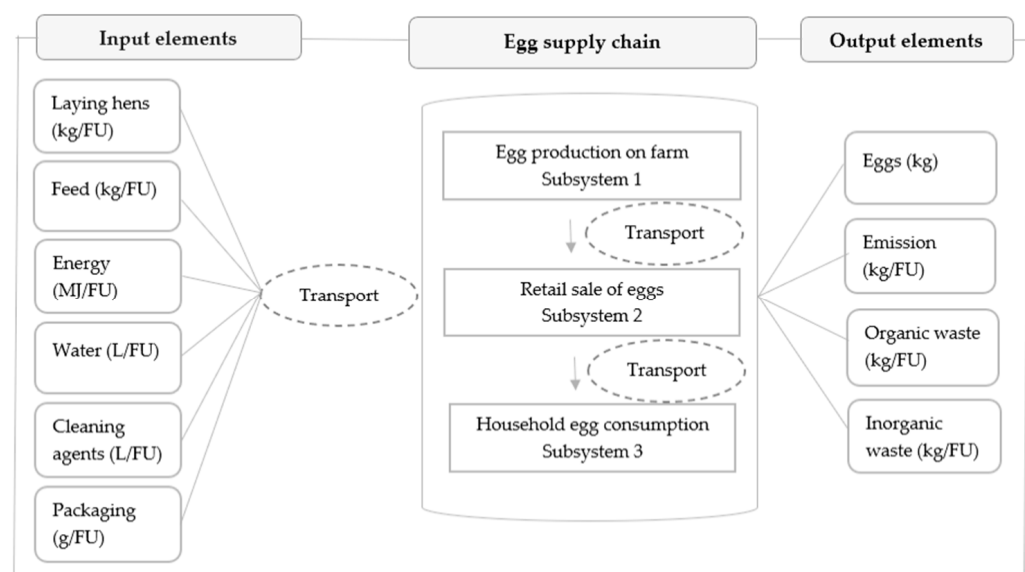 Input elements
Egg supply chain
Output elements
Laying hens
(kg/FU)
Feed (kg/FU)
Energy
(MJ/FU)
Water (L/FU)
Cleaning
agents (L/FU)
Packaging
(g/FU)
Transport
Egg production on farm
Subsystem 1
Transport
Retail sale of eggs
Subsystem 2
Transport
Household egg consumption
Subsystem 3
Eggs (kg)
Emission
(kg/FU)
Organic waste
(kg/FU)
Inorganic
waste (kg/FU)